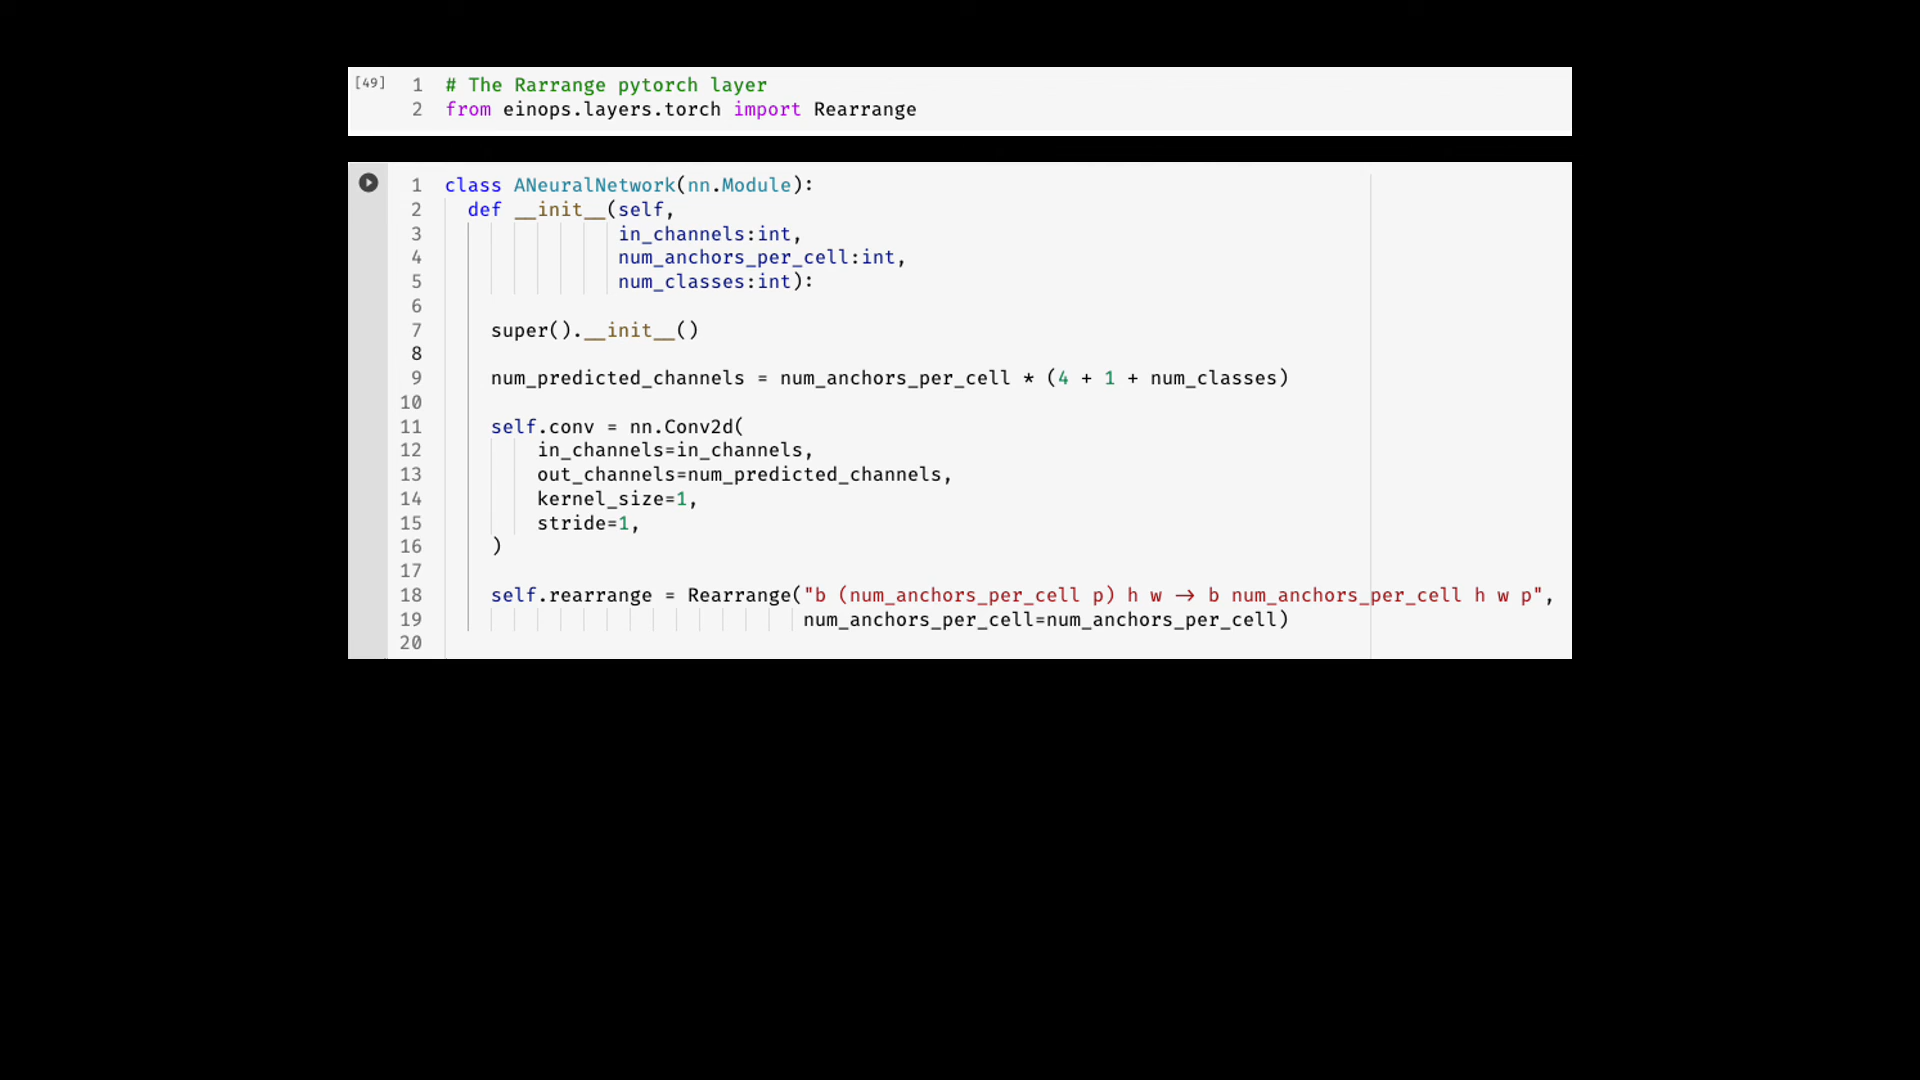 [49] 1 # The Rarrange pytorch layer
2 from einops.layers.torch import Rearrange
1 class ANeuralNetwork(nn.Module):
2 def __init__(self,
3 in_channels:int,
4 num_anchors_per_cell:int,
5 num_classes:int):
6
7 super().__init__()
8
9 num_predicted_channels = num_anchors_per_cell * (4 + 1 + num_classes)
10
11 self.conv = nn.Conv2d(
12 in_channels=in_channels,
13 out_channels=num_predicted_channels,
14 kernel_size=1,
15 stride=1,
16 )
17
18 self.rearrange = Rearrange("b (num_anchors_per_cell p) h w → b num_anchors_per_cell h w p",
19 num_anchors_per_cell=num_anchors_per_cell)
20